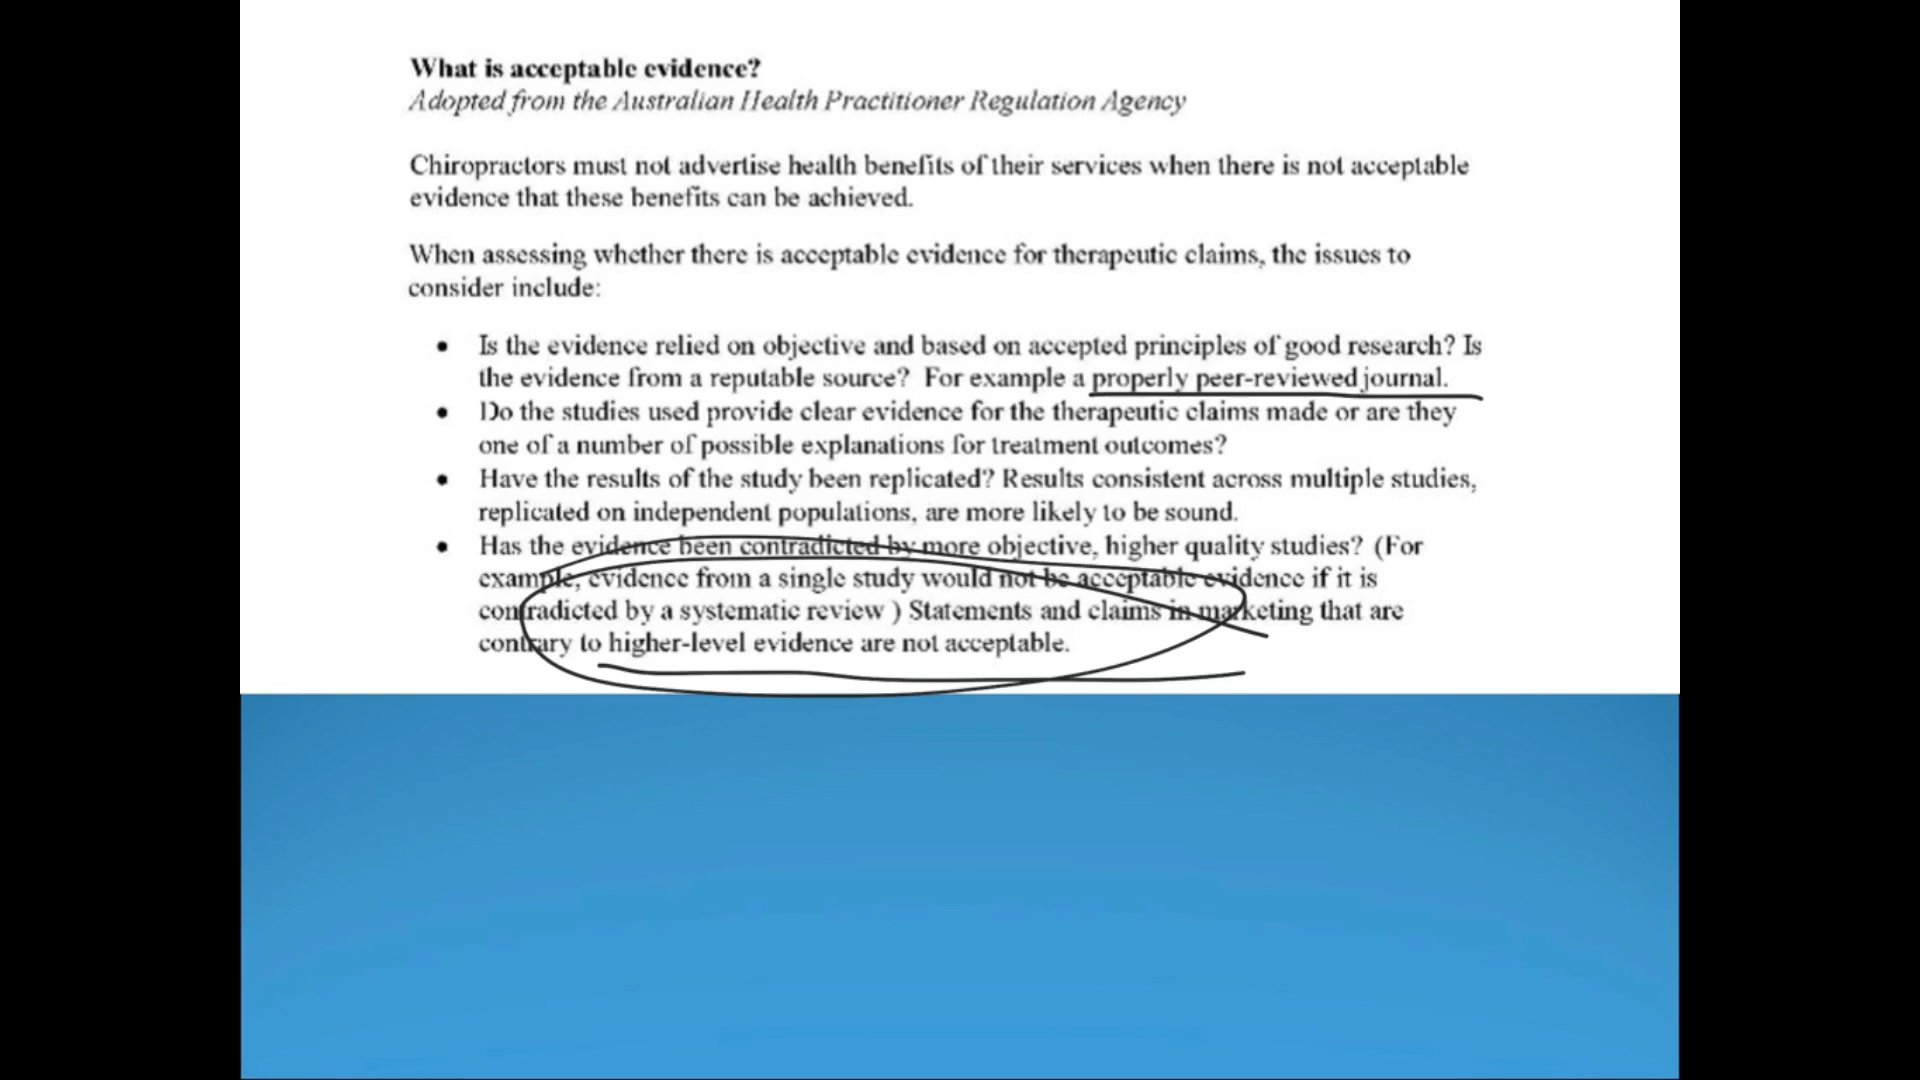 What is acceptable evidence?
Adopted from the Australian Health Practitioner Regulation Agency
Chiropractors must not advertise health benefits of their services when there is not acceptable
evidence that these benefits can be achieved.
When assessing whether there is acceptable evidence for therapeutic claims, the issues to
consider include:
• Is the evidence relied on objective and based on accepted principles of good research? Is
the evidence from a reputable source? For example a properly peer-reviewed journal.
• Do the studies used provide clear evidence for the therapeutic claims made or are they
one of a number of possible explanations for treatment outcomes?
• Have the results of the study been replicated? Results consistent across multiple studies,
replicated on independent populations, are more likely to be sound.
• Has the evidence been contradicted by more objective, higher quality studies? (For
example, evidence from a single study would not be acceptable evidence if it is
contradicted by a systematic review ) Statements and claims in marketing that are
contrary to higher-level evidence are not acceptable.